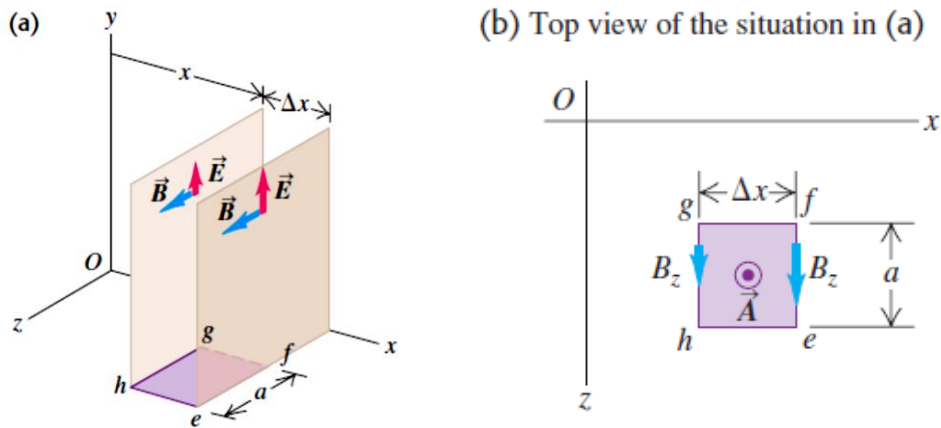 (a)
y
x
Δx
E
B
E
B
O
z
g
h
f
x
a
e
(b) Top view of the situation in (a)
O
x
g
Δx
f
B_z
B_z
a
A
h
e
z